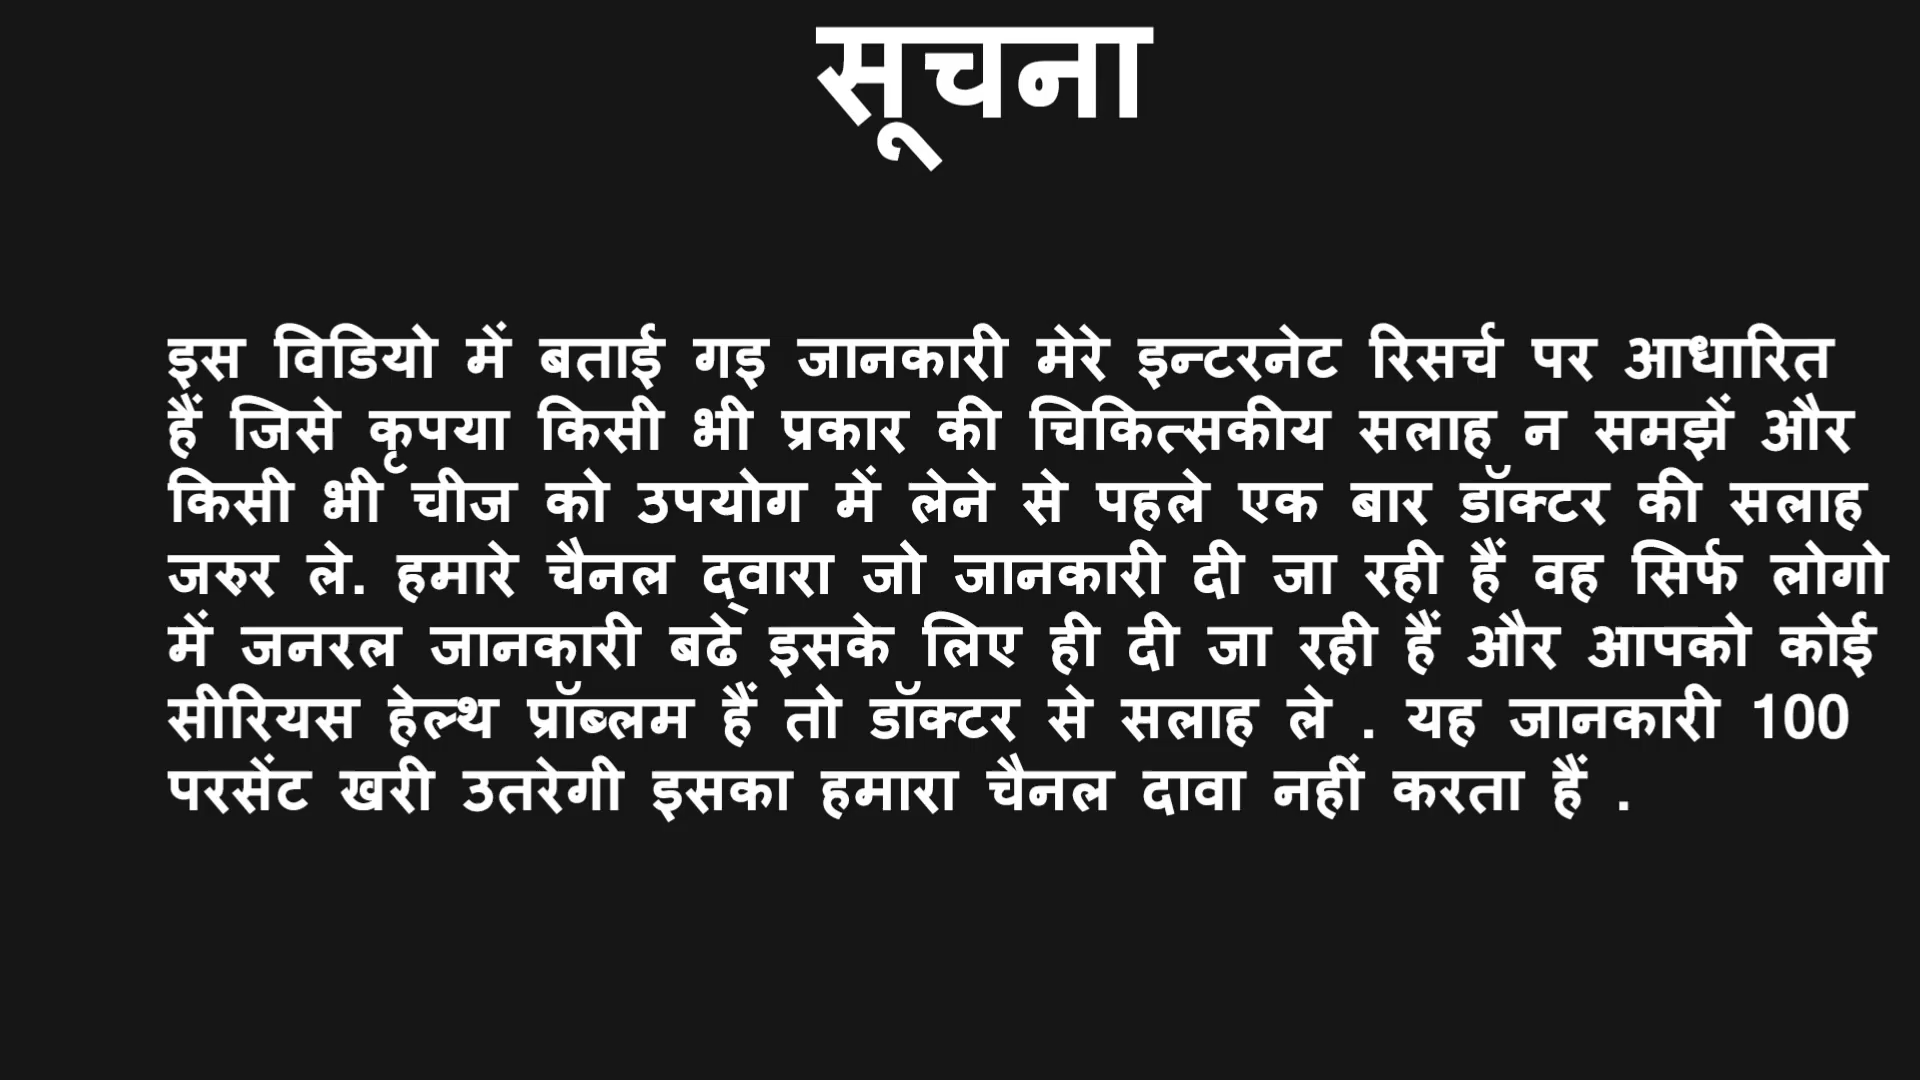 सूचना
इस विडियो में बताई गइ जानकारी मेरे इन्टरनेट रिसर्च पर आधारित
हैं जिसे कृपया किसी भी प्रकार की चिकित्सकीय सलाह न समझें और
किसी भी चीज को उपयोग में लेने से पहले एक बार डॉक्टर की सलाह
जरुर ले. हमारे चैनल द्वारा जो जानकारी दी जा रही हैं वह सिर्फ लोगो
में जनरल जानकारी बढे इसके लिए ही दी जा रही हैं और आपको कोई
सीरियस हेल्थ प्रॉब्लम हैं तो डॉक्टर से सलाह ले . यह जानकारी 100
परसेंट खरी उतरेगी इसका हमारा चैनल दावा नहीं करता हैं .